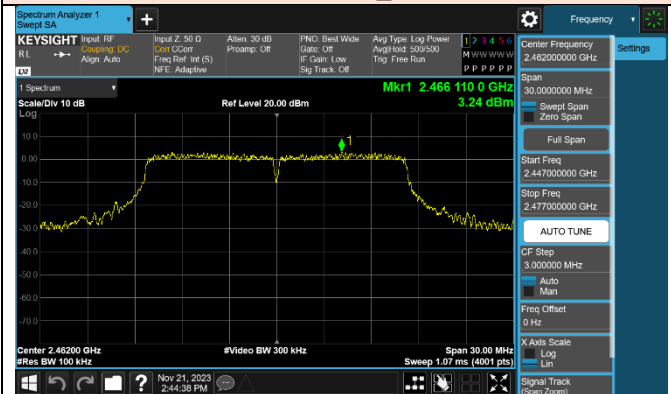 Spectrum Analyzer 1
Swept SA
+
Frequency
KEYSIGHT
RL
LXI
Input: RF
Coupling: DC
Align: Auto
Input Z: 50 Ω
Corr CCorr
Freq Ref: Int (S)
NFE: Adaptive
Atten: 30 dB
Preamp: Off
PNO: Best Wide
Gate: Off
IF Gain: Low
Sig Track: Off
Avg Type: Log-Power
Avg|Hold: 500/500
Trig: Free Run
1 2 3 4 5 6
M W W W W W
P P P P P P
1 Spectrum
Scale/Div 10 dB
Log
Ref Level 20.00 dBm
Mkr1 2.466 110 0 GHz
3.24 dBm
10.0
0.00
-10.0
-20.0
-30.0
-40.0
-50.0
-60.0
-70.0
1
Center 2.46200 GHz
#Res BW 100 kHz
#Video BW 300 kHz
Span 30.00 MHz
Sweep 1.07 ms (4001 pts)
Nov 21, 2023
2:44:38 PM
?
Center Frequency
2.462000000 GHz
Settings
Span
30.0000000 MHz
Swept Span
Zero Span
Full Span
Start Freq
2.447000000 GHz
Stop Freq
2.477000000 GHz
AUTO TUNE
CF Step
3.000000 MHz
Auto
Man
Freq Offset
0 Hz
X Axis Scale
Log
Lin
Signal Track
(Span Zoom)